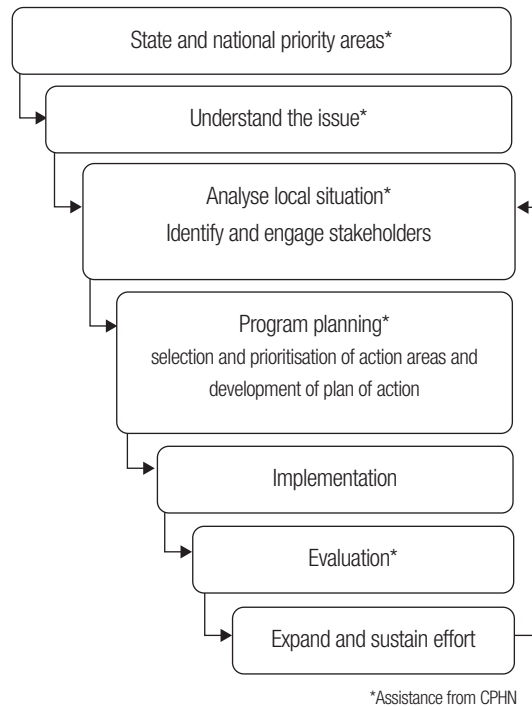 State and national priority areas*
Understand the issue*
Analyse local situation*
Identify and engage stakeholders
Program planning*
selection and prioritisation of action areas and
development of plan of action
Implementation
Evaluation*
Expand and sustain effort
*Assistance from CPHN